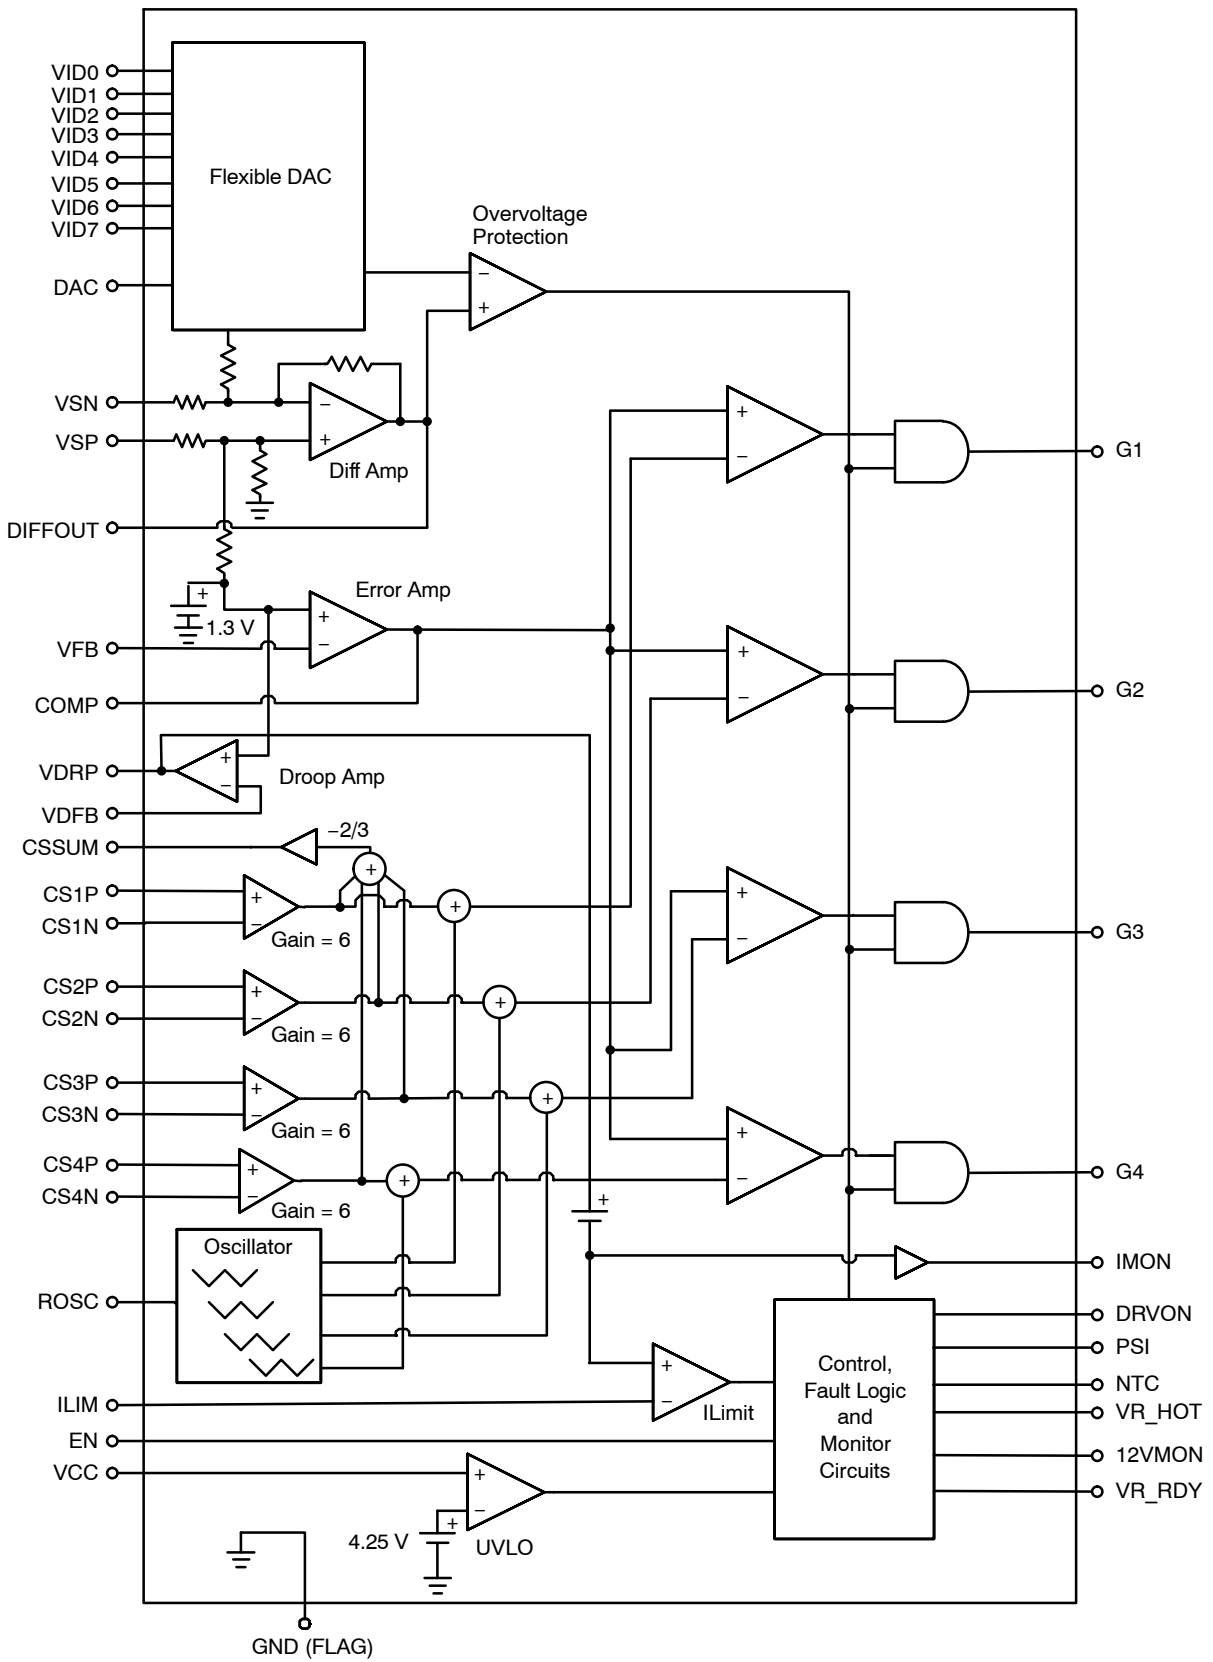 VID0
VID1
VID2
VID3
VID4
VID5
VID6
VID7
DAC
Flexible DAC
Overvoltage
Protection
−
+
VSN
VSP
−
+
Diff Amp
DIFFOUT
+
1.3 V
Error Amp
+
−
VFB
COMP
VDRP
VDFB
+
−
Droop Amp
CSSUM
−2/3
+
CS1P
CS1N
+
−
Gain = 6
+
CS2P
CS2N
+
−
Gain = 6
+
CS3P
CS3N
+
−
Gain = 6
+
CS4P
CS4N
+
−
Gain = 6
+
Oscillator
ROSC
+
−
G1
+
−
G2
+
−
G3
+
−
G4
+
IMON
ILIM
EN
VCC
+
−
ILimit
+
−
UVLO
+
4.25 V
Control,
Fault Logic
and
Monitor
Circuits
DRVON
PSI
NTC
VR_HOT
12VMON
VR_RDY
GND (FLAG)